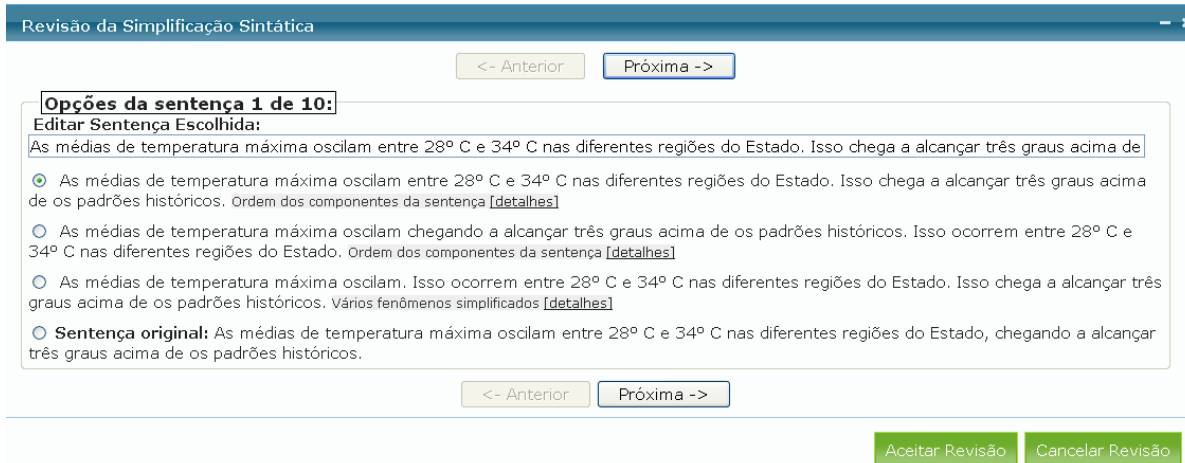 Revisão da Simplificação Sintática
<- Anterior Próxima ->
Opções da sentença 1 de 10:
Editar Sentença Escolhida:
As médias de temperatura máxima oscilam entre 28º C e 34º C nas diferentes regiões do Estado. Isso chega a alcançar três graus acima de
As médias de temperatura máxima oscilam entre 28º C e 34º C nas diferentes regiões do Estado. Isso chega a alcançar três graus acima
de os padrões históricos. Ordem dos componentes da sentença [detalhes]
As médias de temperatura máxima oscilam chegando a alcançar três graus acima de os padrões históricos. Isso ocorrem entre 28º C e
34º C nas diferentes regiões do Estado. Ordem dos componentes da sentença [detalhes]
As médias de temperatura máxima oscilam. Isso ocorrem entre 28º C e 34º C nas diferentes regiões do Estado. Isso chega a alcançar três
graus acima de os padrões históricos. Vários fenômenos simplificados [detalhes]
Sentença original: As médias de temperatura máxima oscilam entre 28º C e 34º C nas diferentes regiões do Estado, chegando a alcançar
três graus acima de os padrões históricos.
<- Anterior Próxima ->
Aceitar Revisão Cancelar Revisão